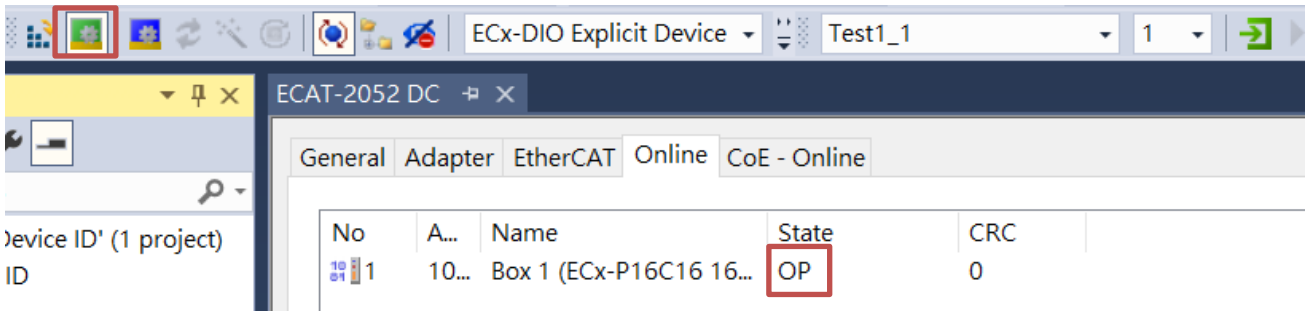 ECx-DIO Explicit Device Test1_1 1
ECAT-2052 DC
General Adapter EtherCAT Online CoE - Online
No A... Name State CRC
1 10... Box 1 (ECx-P16C16 16... OP 0
Device ID' (1 project)
ID